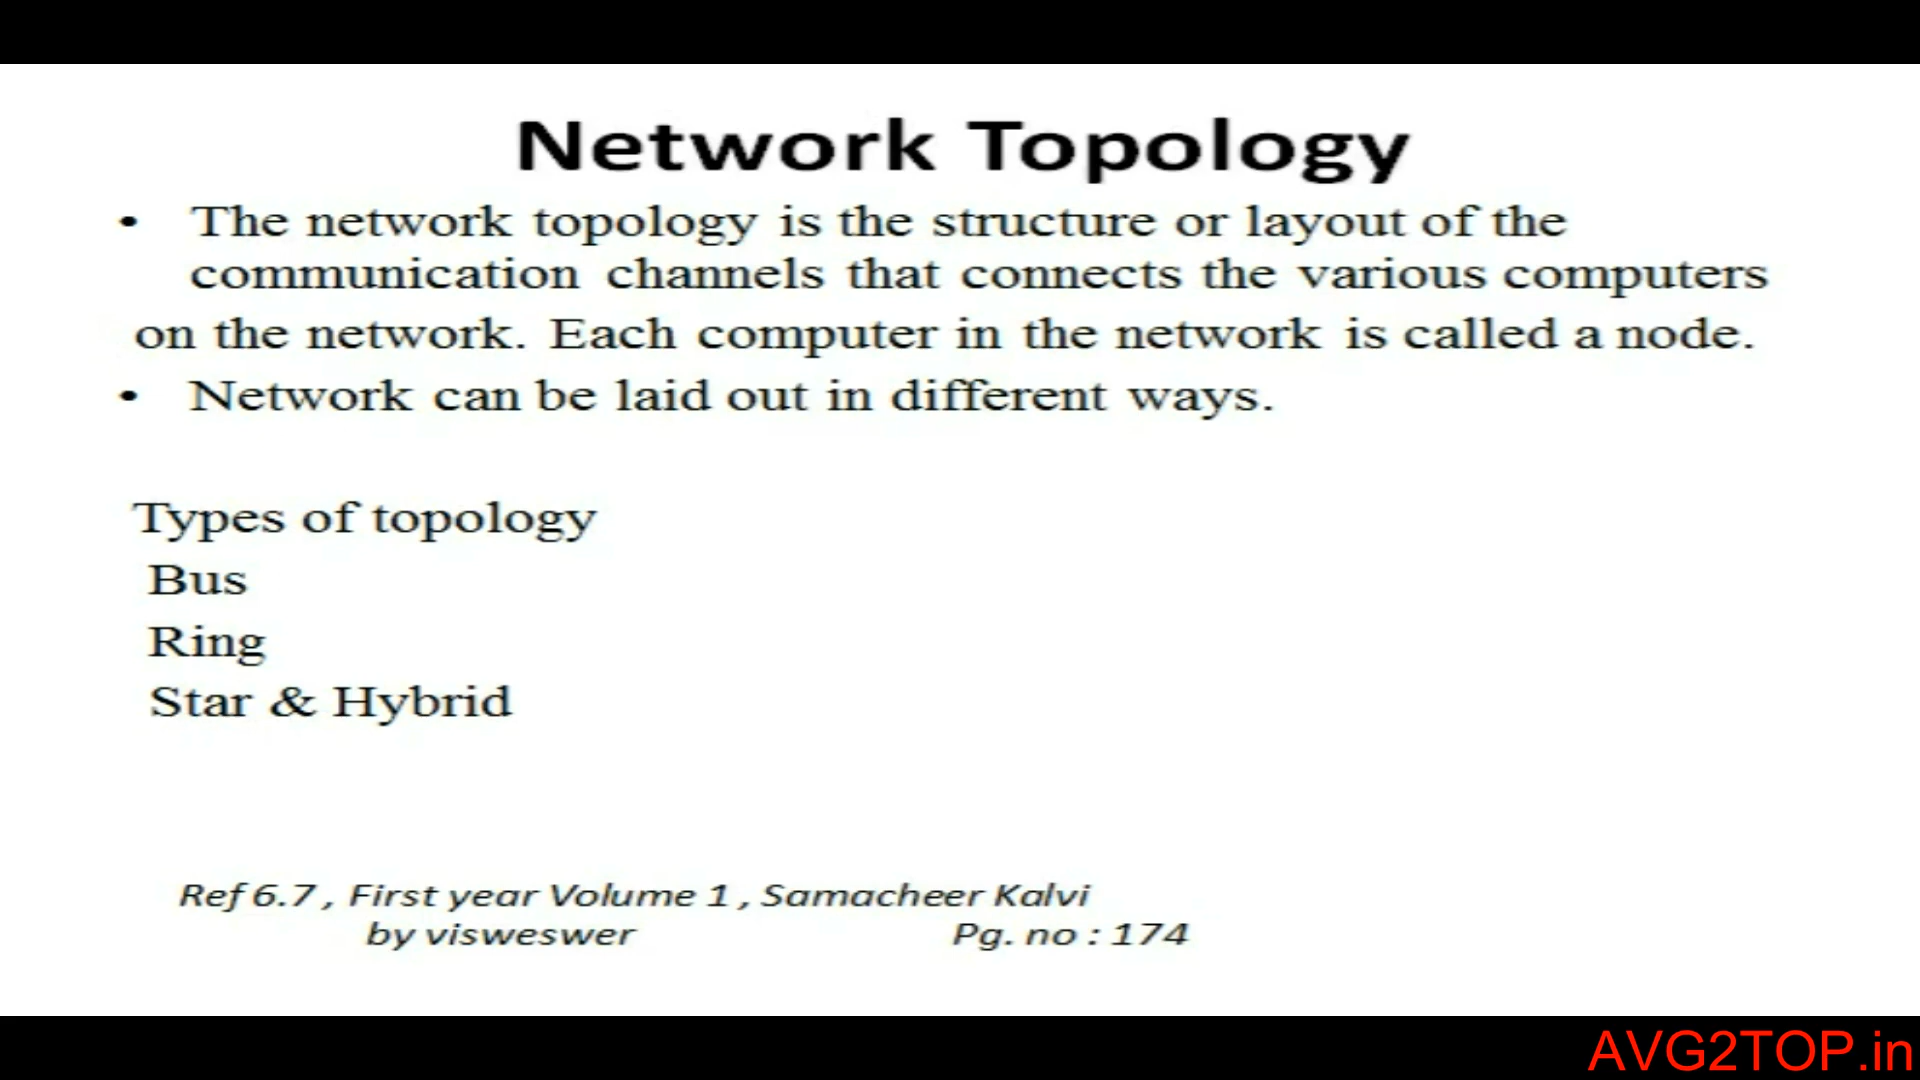 Network Topology
• The network topology is the structure or layout of the
communication channels that connects the various computers
on the network. Each computer in the network is called a node.
• Network can be laid out in different ways.
Types of topology
Bus
Ring
Star & Hybrid
Ref 6.7 , First year Volume 1 , Samacheer Kalvi
by visweswer Pg. no : 174
AVG2TOP.in